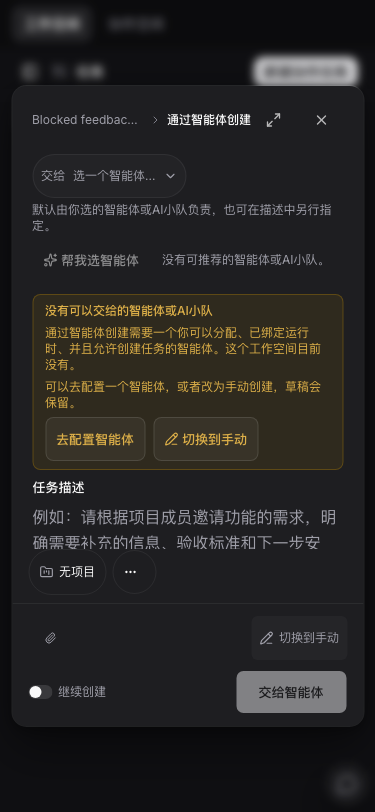 Blocked feedbac... > 通过智能体创建
交给 选一个智能体...
默认由你选的智能体或AI小队负责，也可在描述中另行指
定。
帮我选智能体 没有可推荐的智能体或AI小队。
没有可以交给的智能体或AI小队
通过智能体创建需要一个你可以分配、已绑定运行
时、并且允许创建任务的智能体。这个工作空间目前
没有。
可以去配置一个智能体，或者改为手动创建，草稿会
保留。
去配置智能体 切换到手动
任务描述
例如：请根据项目成员邀请功能的需求，明
确需要补充的信息、验收标准和下一步安
无项目 ...
切换到手动
继续创建 交给智能体